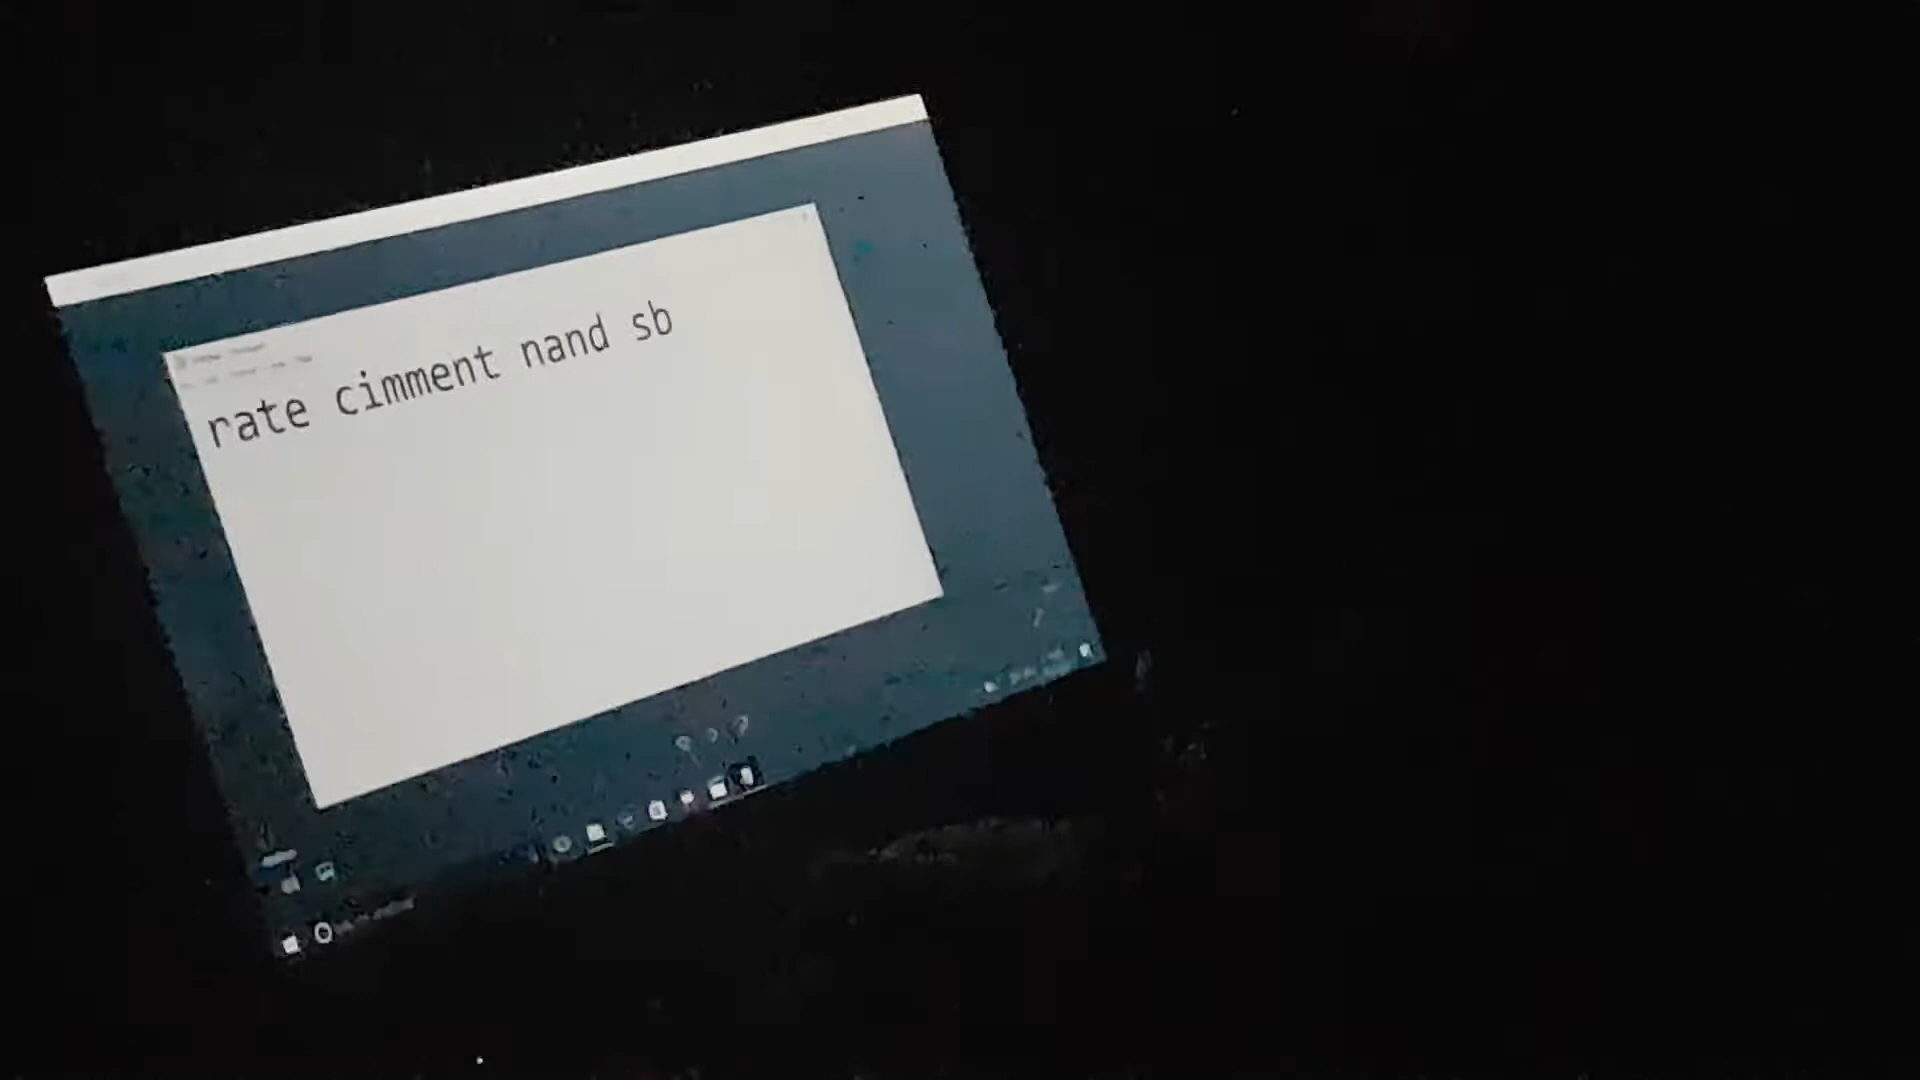 rate cimment nand sb